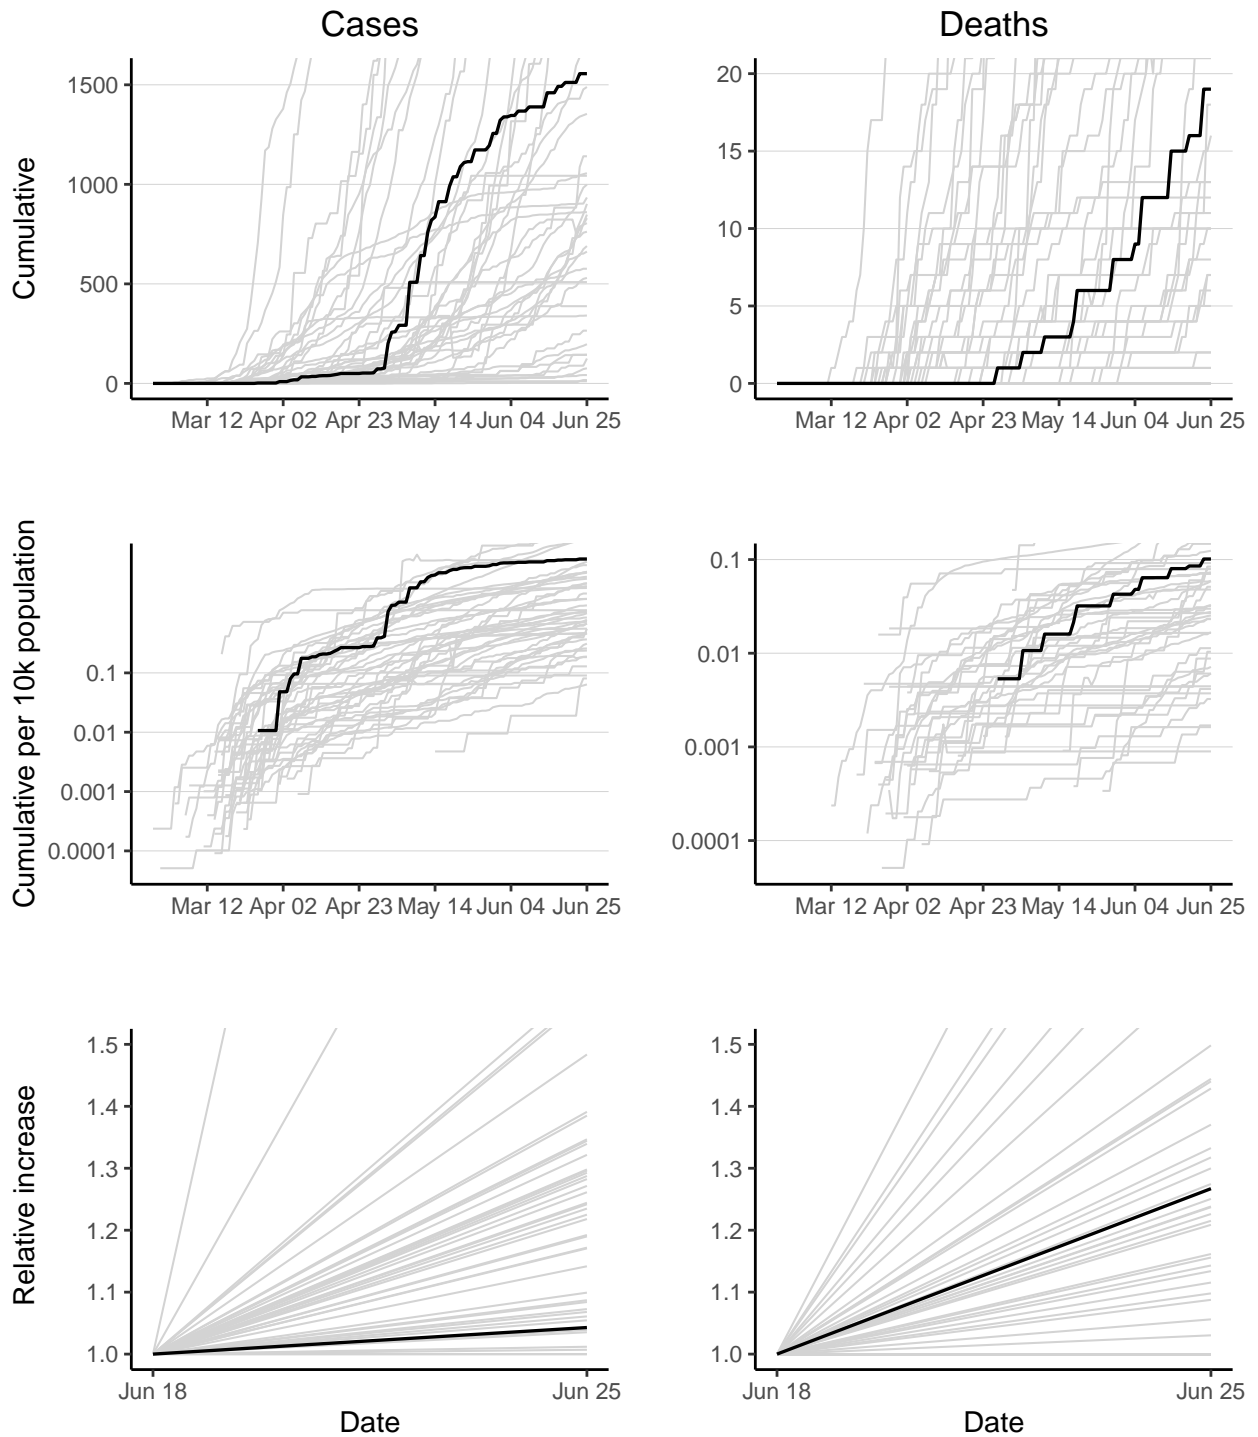 Cases
Deaths
Cumulative
1500
1000
500
0
Mar 12 Apr 02 Apr 23 May 14 Jun 04 Jun 25
20
15
10
5
0
Mar 12 Apr 02 Apr 23 May 14 Jun 04 Jun 25
Cumulative per 10k population
0.1
0.01
0.001
0.0001
Mar 12 Apr 02 Apr 23 May 14 Jun 04 Jun 25
0.1
0.01
0.001
0.0001
Mar 12 Apr 02 Apr 23 May 14 Jun 04 Jun 25
Relative increase
1.5
1.4
1.3
1.2
1.1
1.0
Jun 18 Jun 25
Date
1.5
1.4
1.3
1.2
1.1
1.0
Jun 18 Jun 25
Date